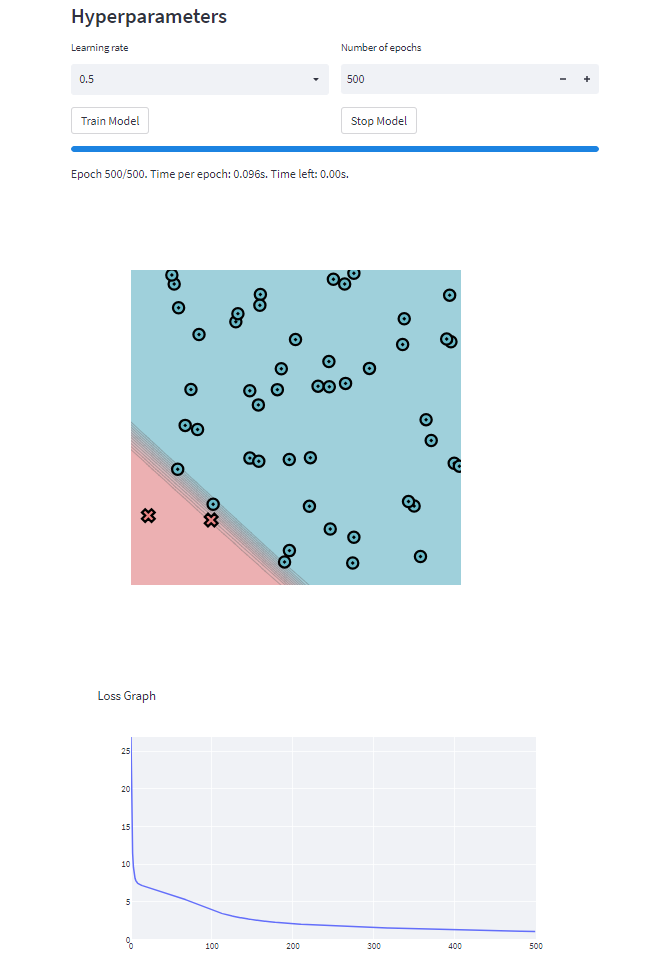 Hyperparameters
Learning rate
Number of epochs
0.5
500
Train Model
Stop Model
Epoch 500/500. Time per epoch: 0.096s. Time left: 0.00s.
Loss Graph
25
20
15
10
5
0
0 100 200 300 400 500